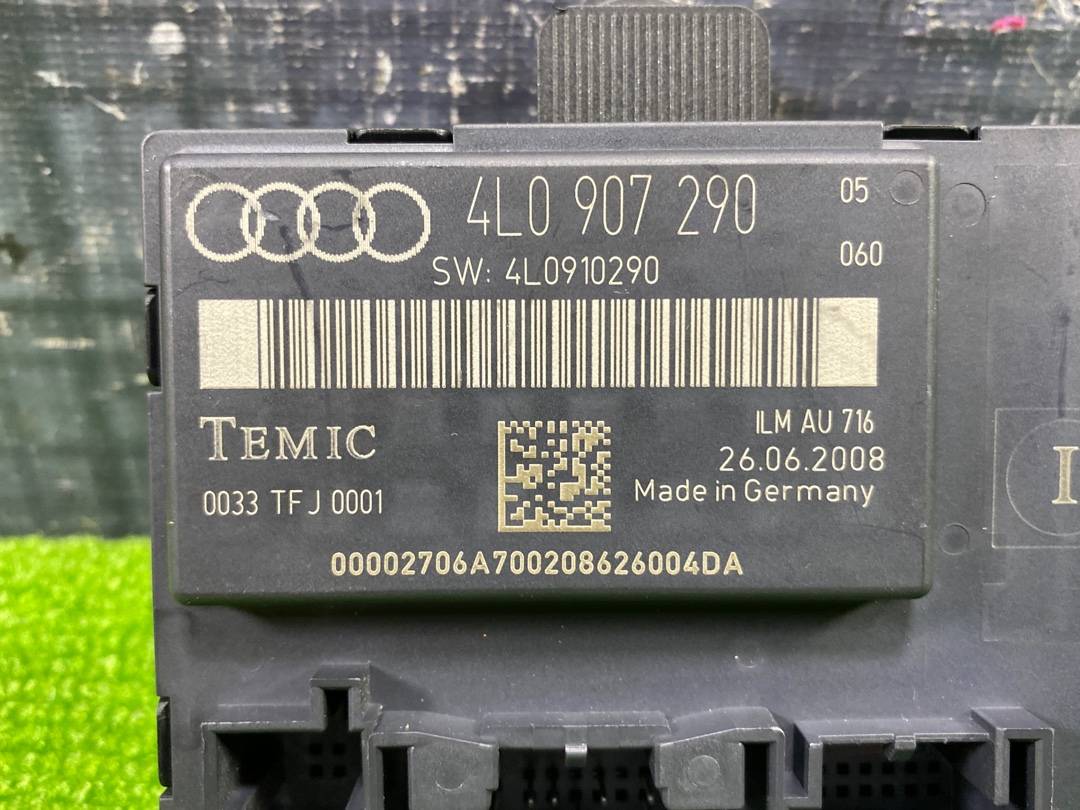 4L0 907 290 05
SW: 4L0910290 060
TEMIC
ILM AU 716
26.06.2008
0033 TFJ 0001
Made in Germany
00002706A700208626004DA